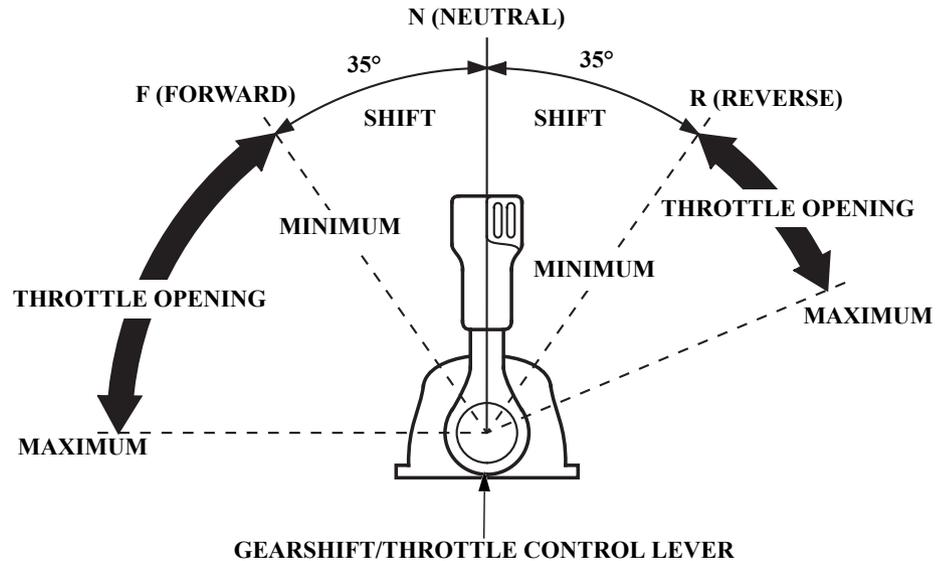 N (NEUTRAL)
35°
35°
F (FORWARD)
R (REVERSE)
SHIFT
SHIFT
THROTTLE OPENING
MINIMUM
MINIMUM
THROTTLE OPENING
MAXIMUM
MAXIMUM
GEARSHIFT/THROTTLE CONTROL LEVER